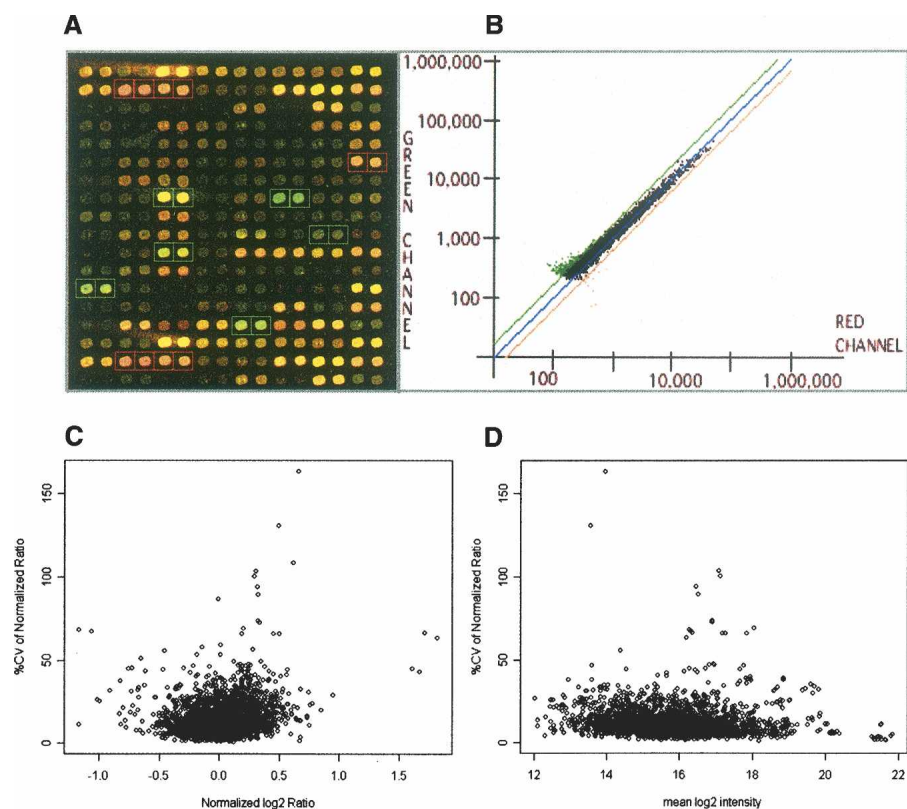 A
B
1,000,000
100,000
10,000
1,000
100
GREEN CHANNEL
RED
CHANNEL
100
10,000
1,000,000
C
D
%CV of Normalized Ratio
150
100
50
0
-1.0
-0.5
0.0
0.5
1.0
1.5
Normalized log2 Ratio
%CV of Normalized Ratio
150
100
50
0
12
14
16
18
20
22
mean log2 intensity